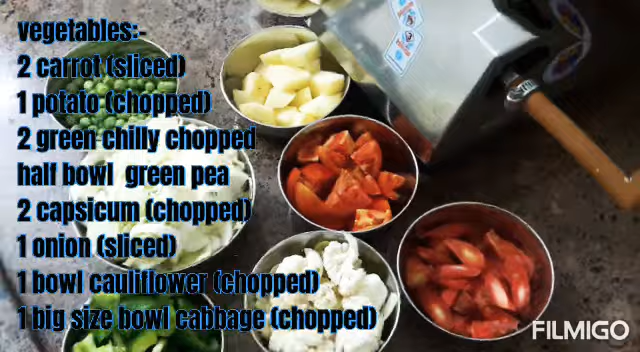 vegetables:-
2 carrot (sliced)
1 potato (chopped)
2 green chilly chopped
half bowl green pea
2 capsicum (chopped)
1 onion (sliced)
1 bowl cauliflower (chopped)
1 big size bowl cabbage (chopped)
FILMIGO